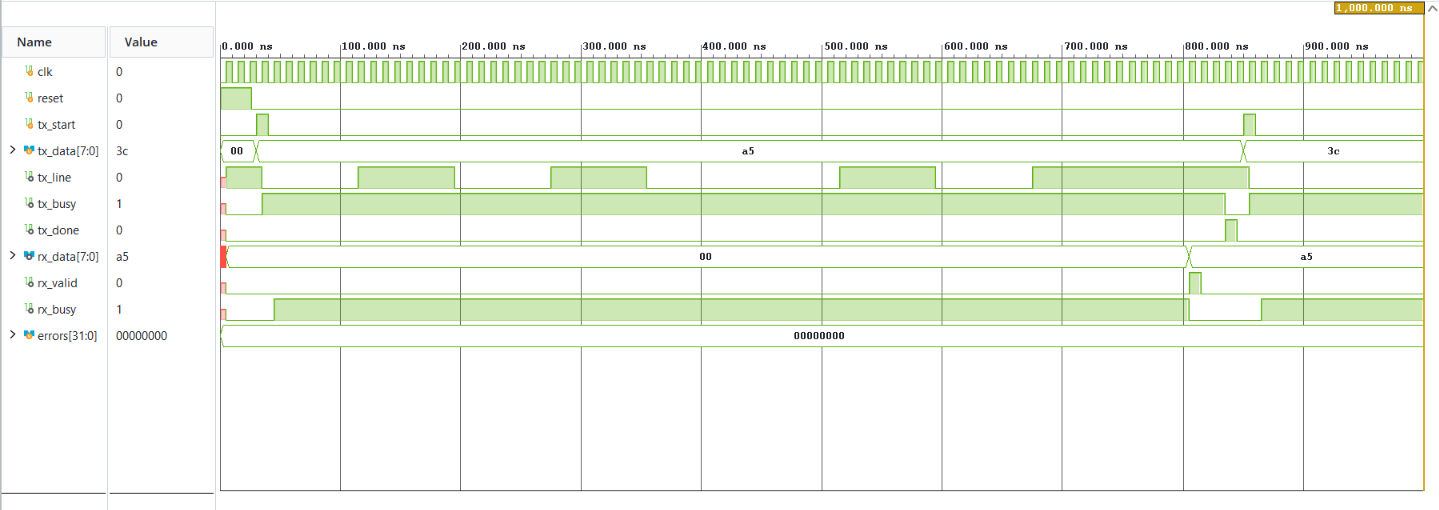 1,000.000 ns
Name Value 0.000 ns 100.000 ns 200.000 ns 300.000 ns 400.000 ns 500.000 ns 600.000 ns 700.000 ns 800.000 ns 900.000 ns
clk 0
reset 0
tx_start 0
tx_data[7:0] 3c 00 a5 3c
tx_line 0
tx_busy 1
tx_done 0
rx_data[7:0] a5 00 a5
rx_valid 0
rx_busy 1
errors[31:0] 00000000 00000000